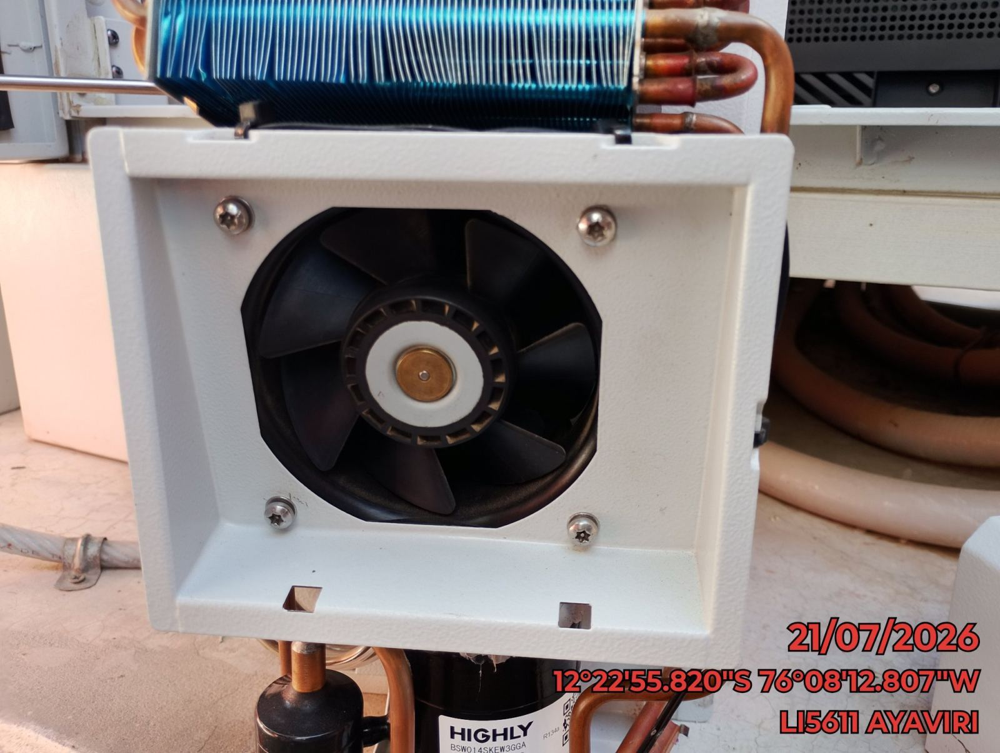 HIGHLY
R134a
BSW014SKEW3GGA
21/07/2026
12°22'55.820"S 76°08'12.807"W
LI5611 AYAVIRI